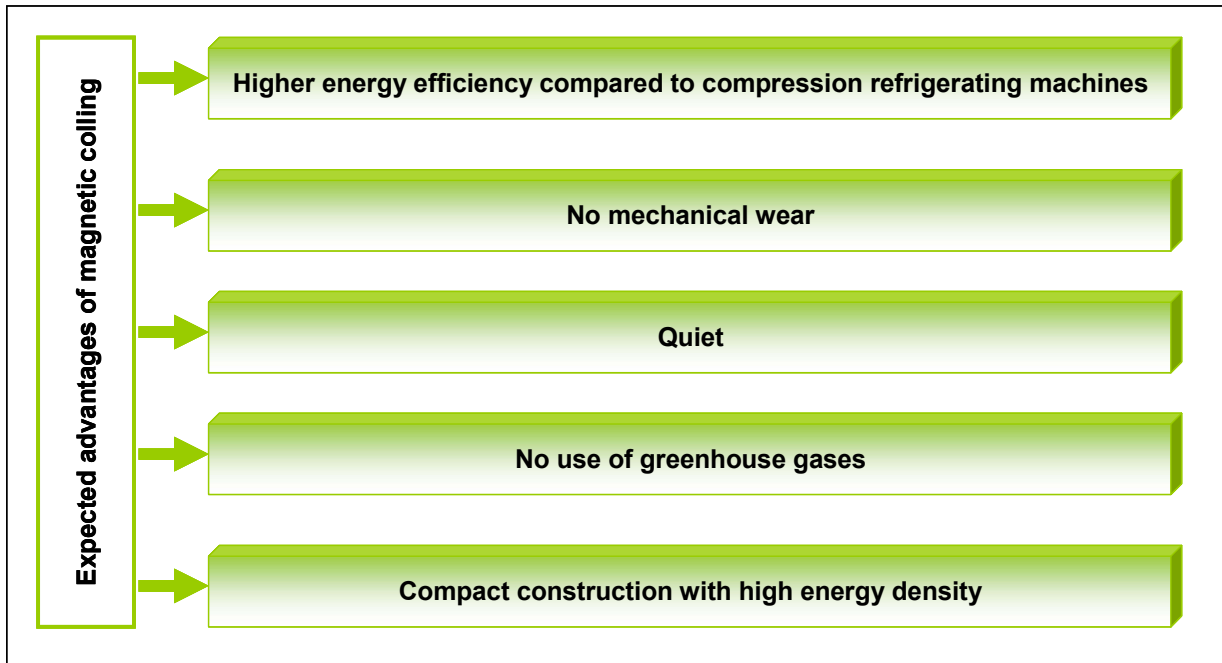 Expected advantages of magnetic colling
Higher energy efficiency compared to compression refrigerating machines
No mechanical wear
Quiet
No use of greenhouse gases
Compact construction with high energy density